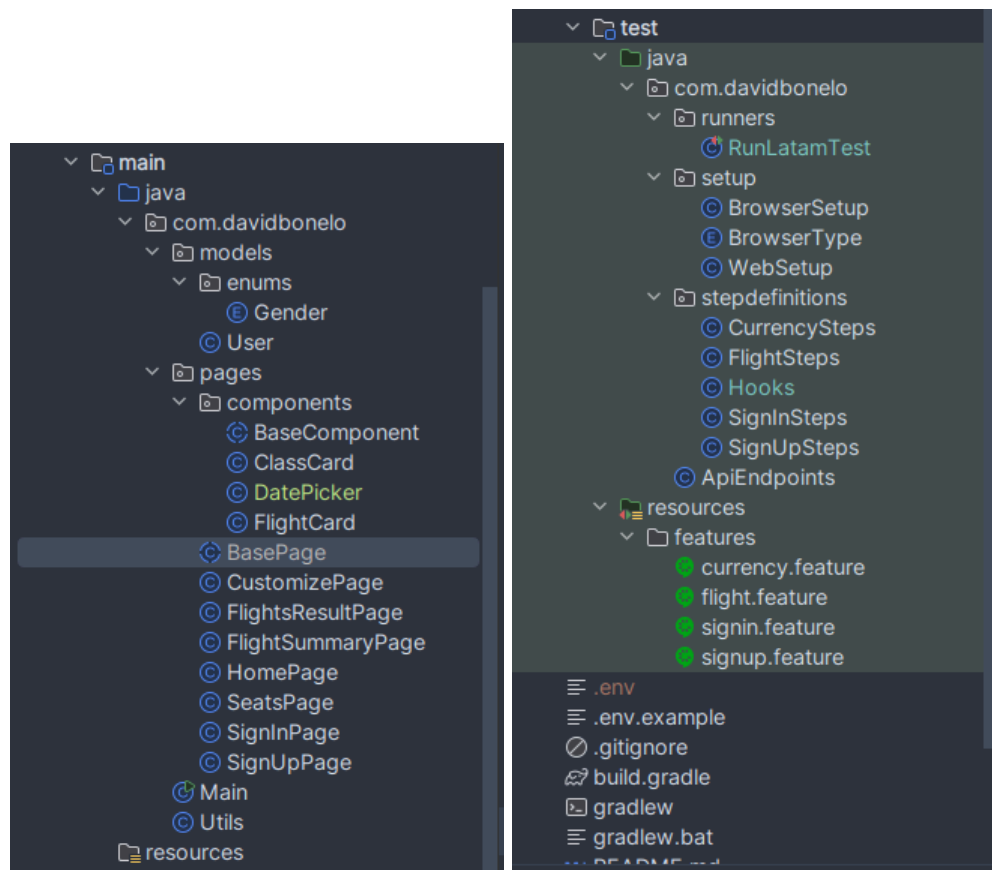 main
java
com.davidbonelo
models
enums
Gender
User
pages
components
BaseComponent
ClassCard
DatePicker
FlightCard
BasePage
CustomizePage
FlightsResultPage
FlightSummaryPage
HomePage
SeatsPage
SignInPage
SignUpPage
Main
Utils
resources
test
java
com.davidbonelo
runners
RunLatamTest
setup
BrowserSetup
BrowserType
WebSetup
stepdefinitions
CurrencySteps
FlightSteps
Hooks
SignInSteps
SignUpSteps
ApiEndpoints
resources
features
currency.feature
flight.feature
signin.feature
signup.feature
.env
.env.example
.gitignore
build.gradle
gradlew
gradlew.bat
README.md